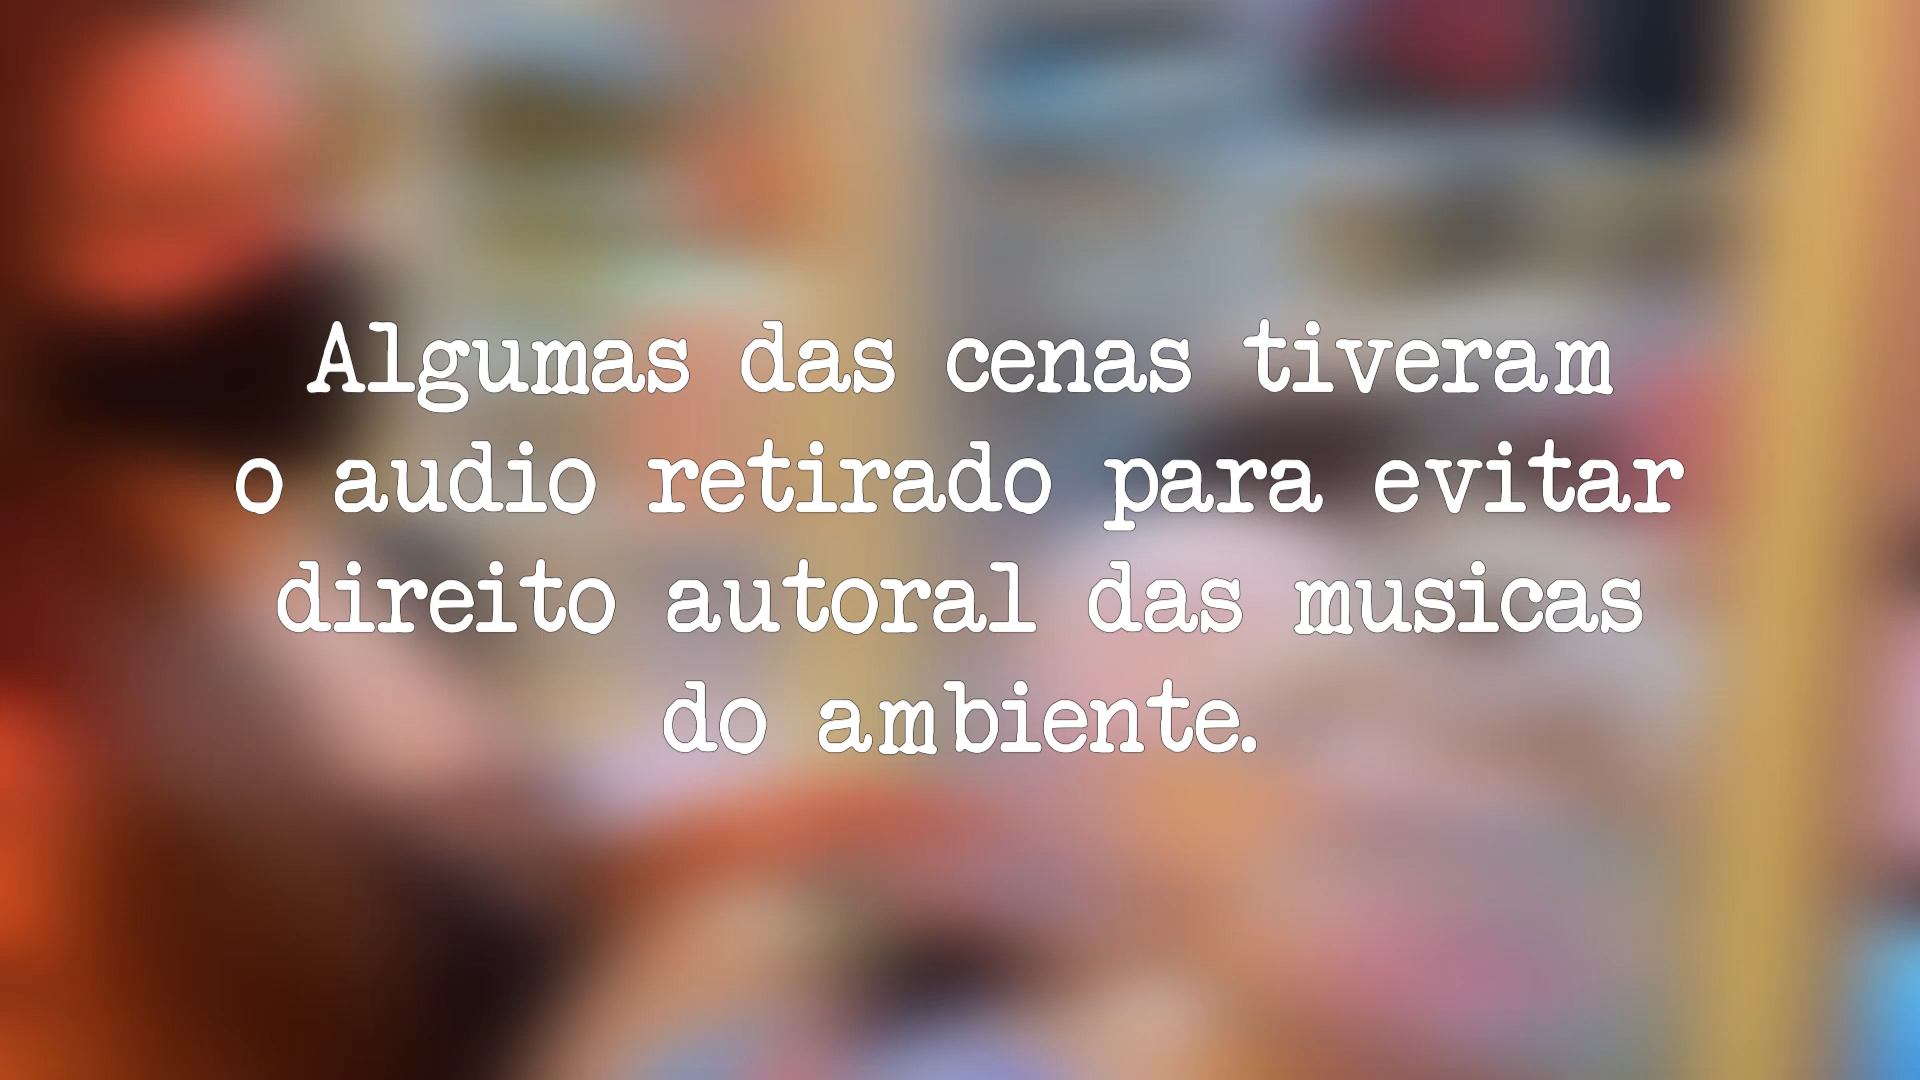 Algumas das cenas tiveram
o audio retirado para evitar
direito autoral das musicas
do ambiente.